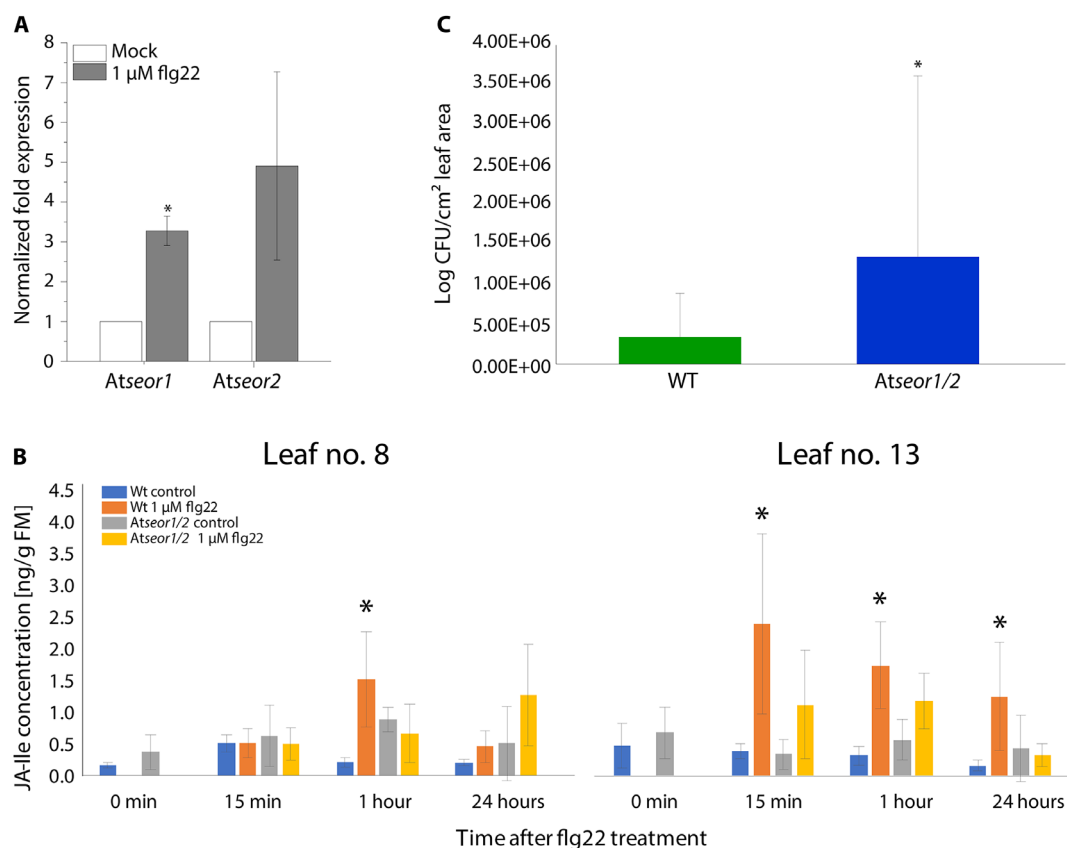 A
8
7
6
5
4
3
2
1
0
Normalized fold expression
Mock
1 µM flg22
*
Atseor1 Atseor2
C
4.00E+06
3.50E+06
3.00E+06
2.50E+06
2.00E+06
1.50E+06
1.00E+06
5.00E+05
0.00E+00
Log CFU/cm² leaf area
*
WT Atseor1/2
B
Leaf no. 8
Leaf no. 13
JA-Ile concentration [ng/g FM]
4.5
4.0
3.5
3.0
2.5
2.0
1.5
1.0
0.5
0.0
Wt control
Wt 1 µM flg22
Atseor1/2 control
Atseor1/2 1 µM flg22
*
* * *
0 min 15 min 1 hour 24 hours
0 min 15 min 1 hour 24 hours
Time after flg22 treatment